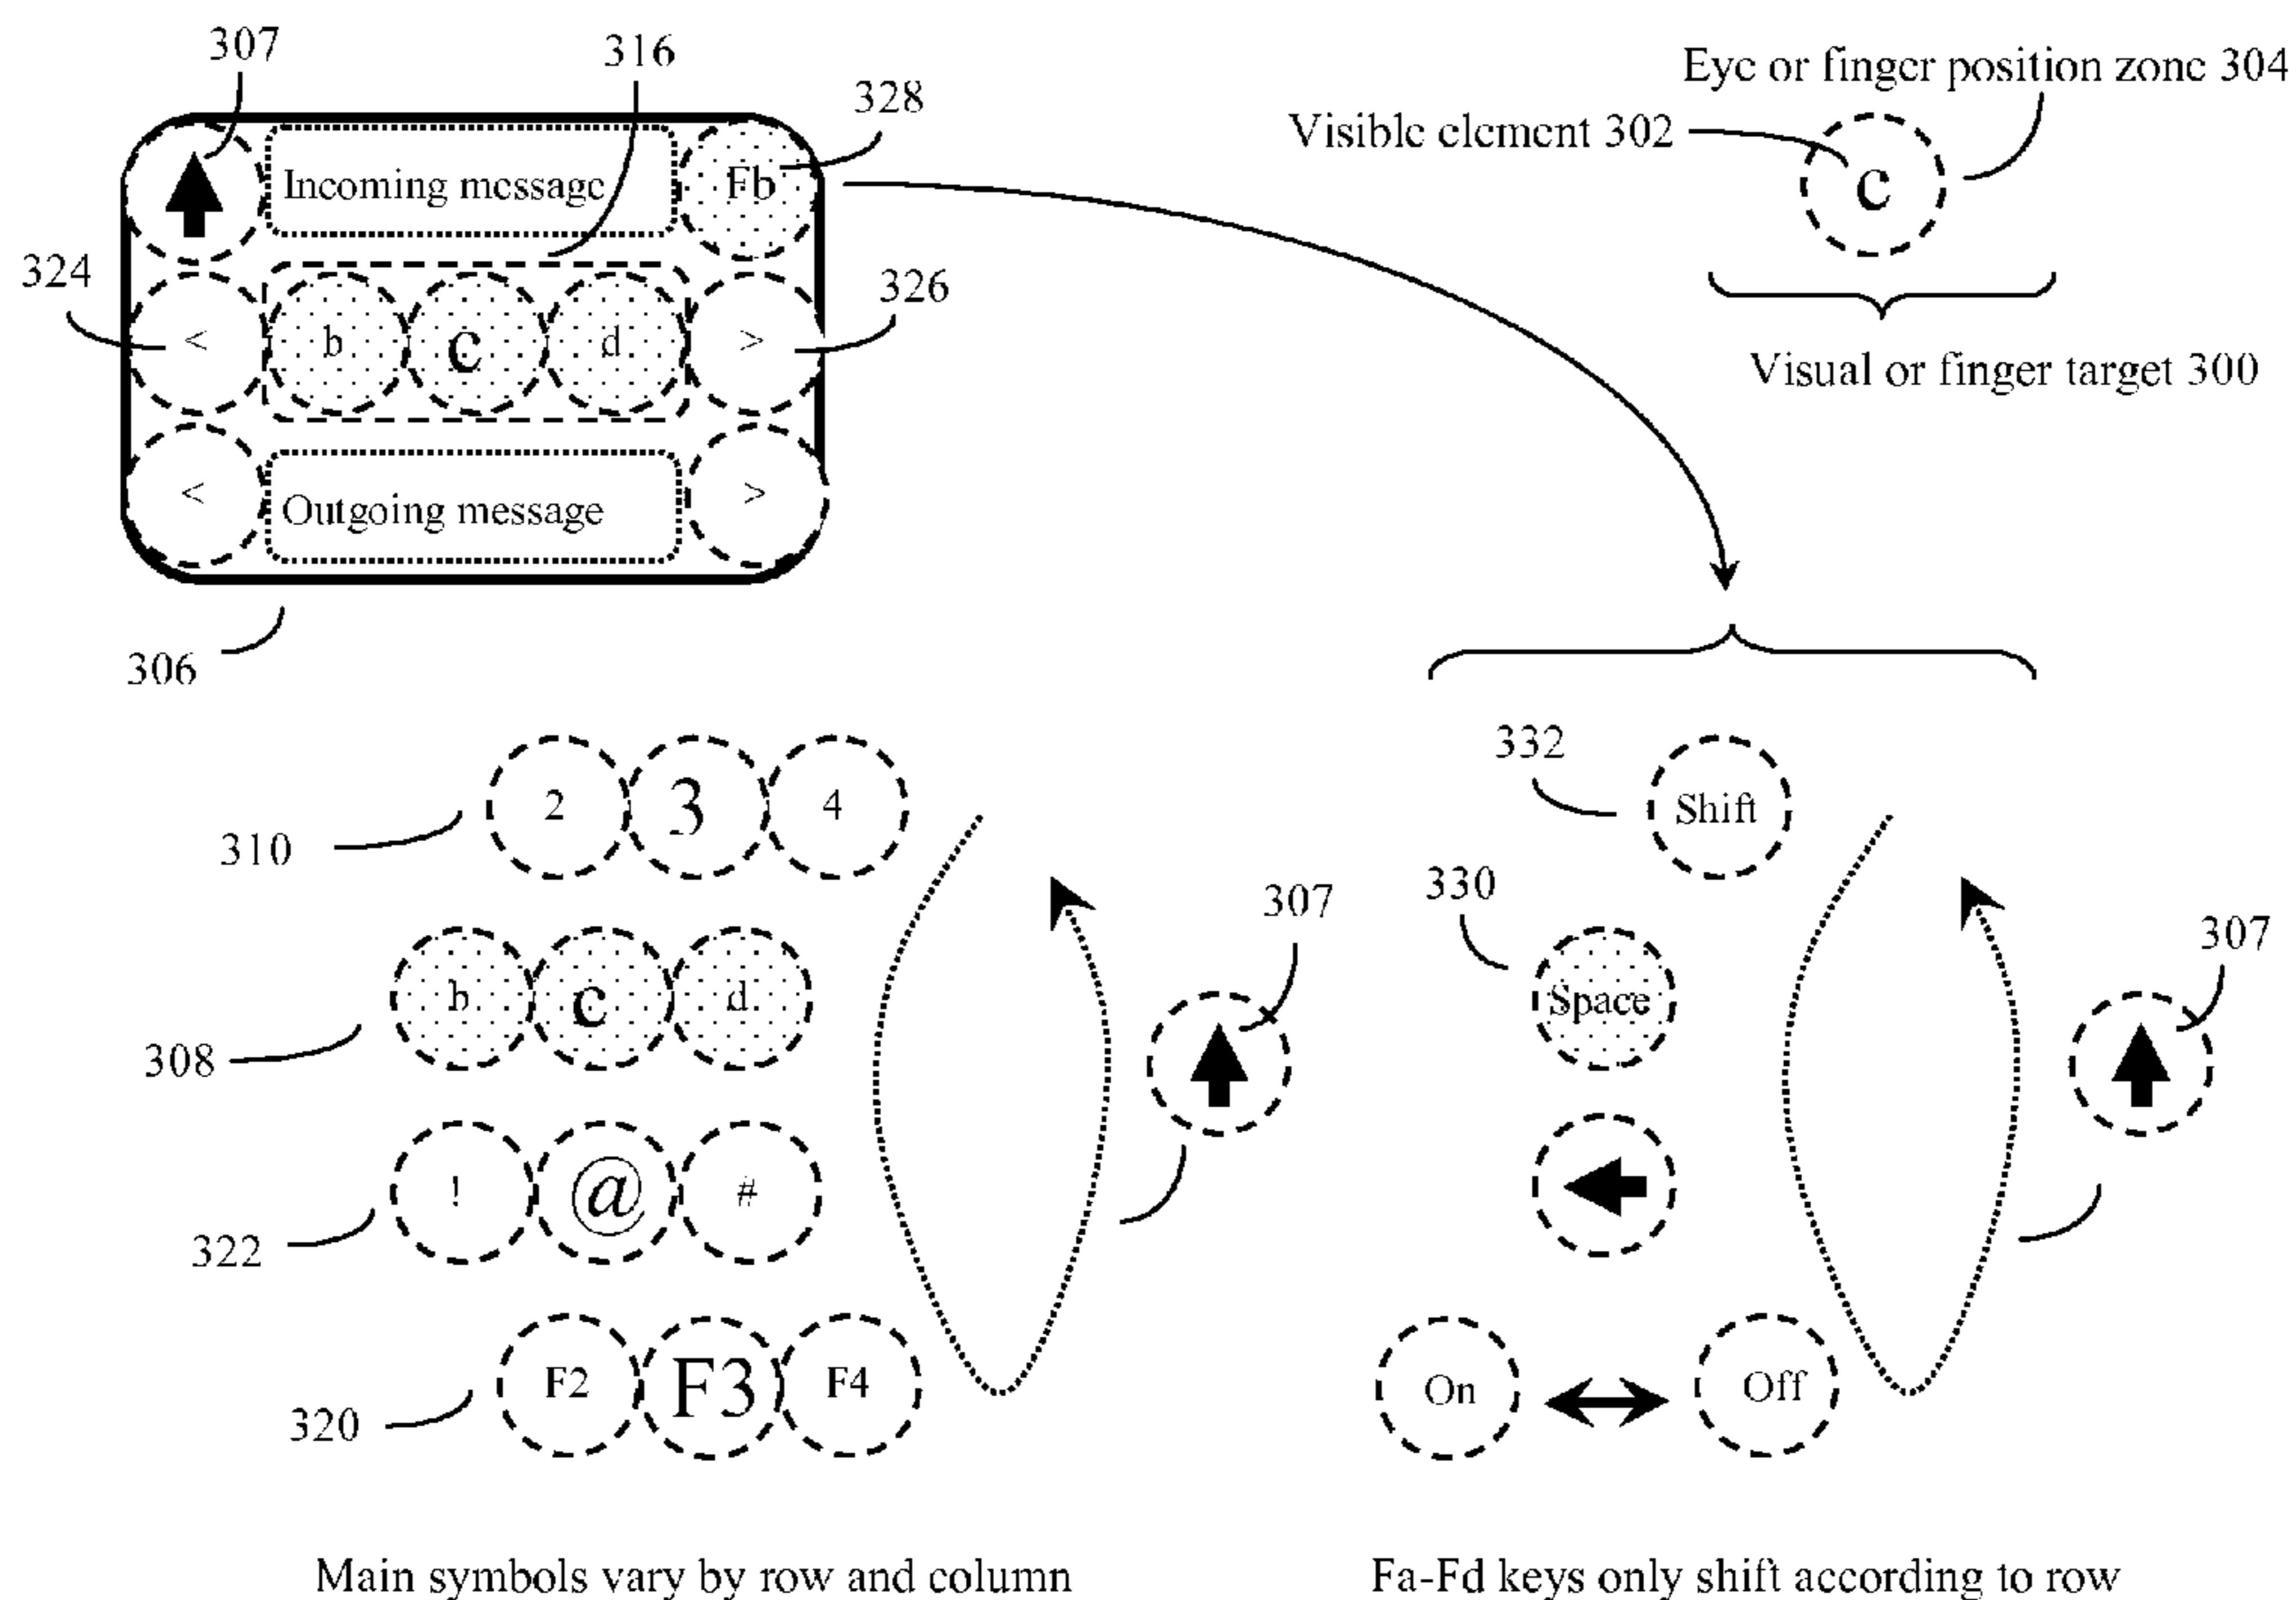 307
316
328
Eye or finger position zone 304
Visible element 302
c
Incoming message
Fb
324
326
< b c d >
Visual or finger target 300
< Outgoing message >
306
332
2 3 4
Shift
310
330
307
307
b c d
Space
308
! @ #
322
F2 F3 F4
On Off
320
Main symbols vary by row and column
Fa-Fd keys only shift according to row